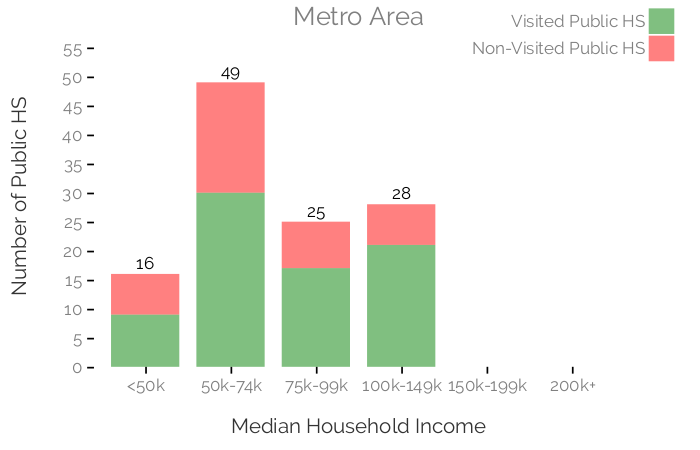 Metro Area
Visited Public HS
Non-Visited Public HS
Number of Public HS
55
50
45
40
35
30
25
20
15
10
5
0
16
49
25
28
<50k
50k-74k
75k-99k
100k-149k
150k-199k
200k+
Median Household Income